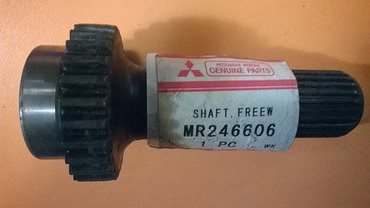 MITSUBISHI MOTORS
GENUINE PARTS
SHAFT, FREEW
MR246606
1 PC